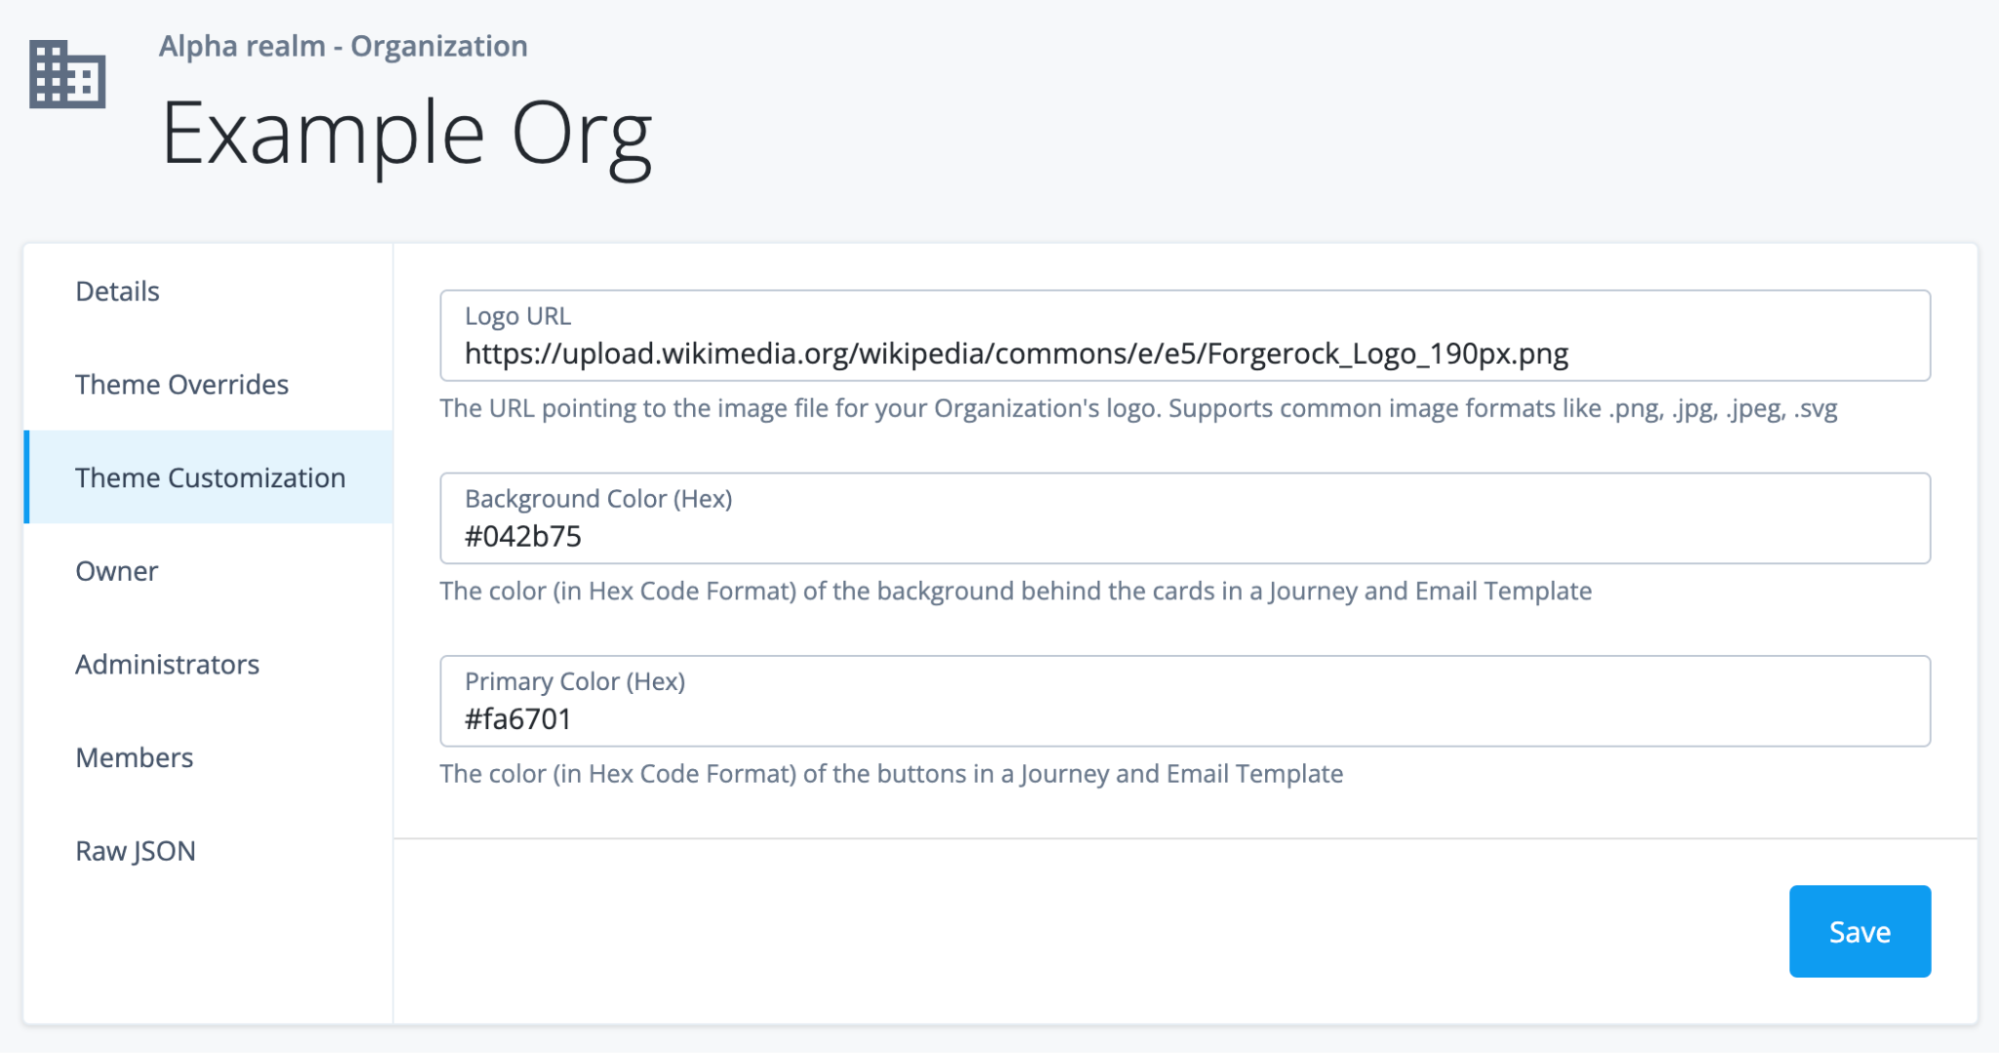 Alpha realm - Organization
Example Org
Details
Theme Overrides
Theme Customization
Owner
Administrators
Members
Raw JSON
Logo URL
https://upload.wikimedia.org/wikipedia/commons/e/e5/Forgerock_Logo_190px.png
The URL pointing to the image file for your Organization's logo. Supports common image formats like .png, .jpg, .jpeg, .svg
Background Color (Hex)
#042b75
The color (in Hex Code Format) of the background behind the cards in a Journey and Email Template
Primary Color (Hex)
#fa6701
The color (in Hex Code Format) of the buttons in a Journey and Email Template
Save